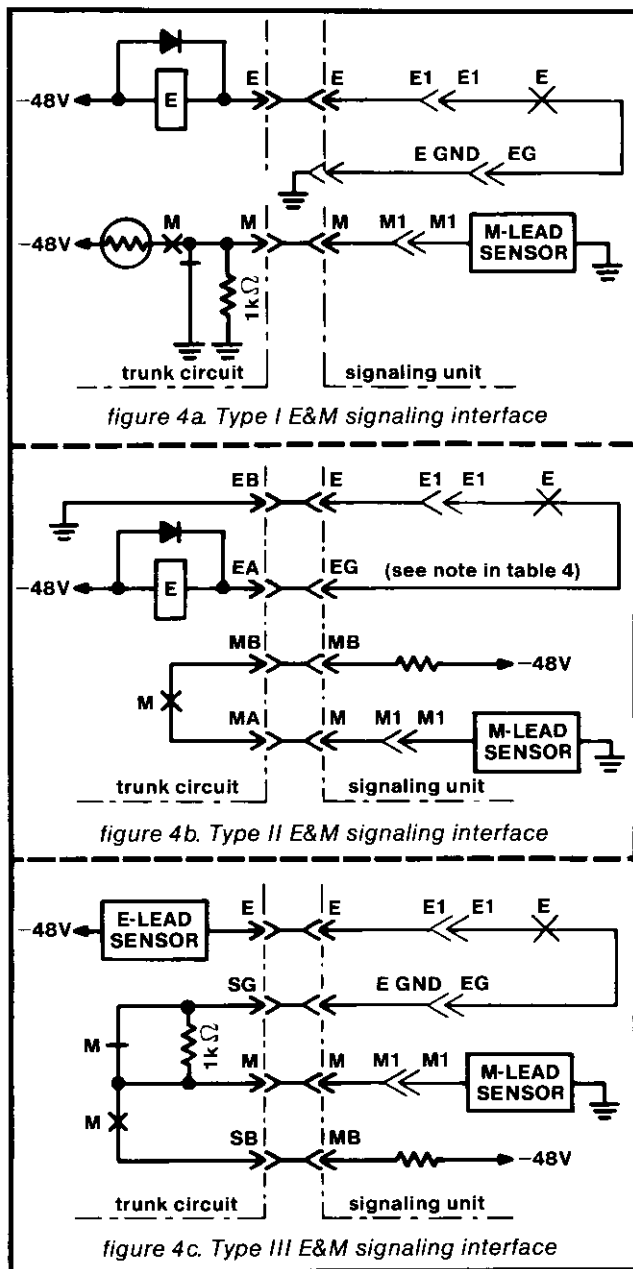 E E E1 E1 E
−48V E
E GND EG
M M M M1 M1
−48V M-LEAD SENSOR
1kΩ
trunk circuit signaling unit
figure 4a. Type I E&M signaling interface
EB E E1 E1 E
EA EG (see note in table 4)
−48V E
MB MB −48V
M
MA M M1 M1 M-LEAD SENSOR
trunk circuit signaling unit
figure 4b. Type II E&M signaling interface
−48V E-LEAD SENSOR E E E1 E1 E
SG E GND EG
M 1kΩ M M M1 M1 M-LEAD SENSOR
M
SB MB −48V
trunk circuit signaling unit
figure 4c. Type III E&M signaling interface